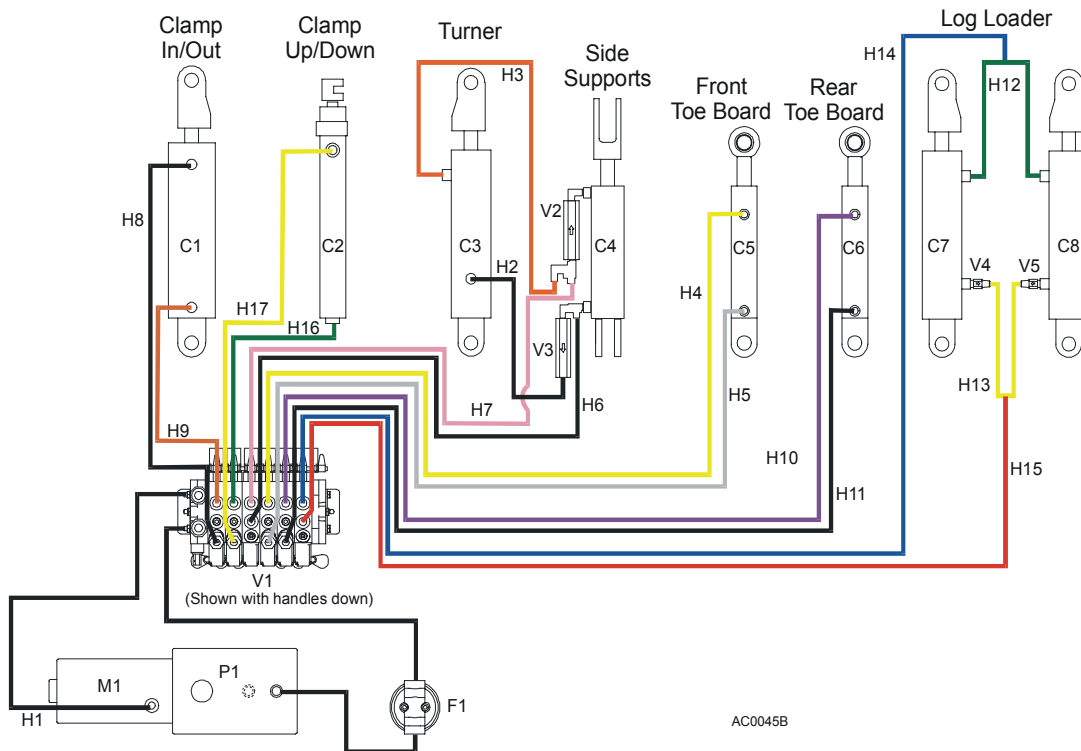 Clamp
In/Out
Clamp
Up/Down
Turner
Side
Supports
Front
Toe Board
Rear
Toe Board
Log Loader
H14
H3
H12
H8
V2
C1
C2
C3
C4
C5
C6
C7
C8
H2
V4
V5
H4
H17
H16
V3
H13
H5
H7
H6
H9
H10
H15
H11
V1
(Shown with handles down)
M1
P1
F1
H1
AC0045B